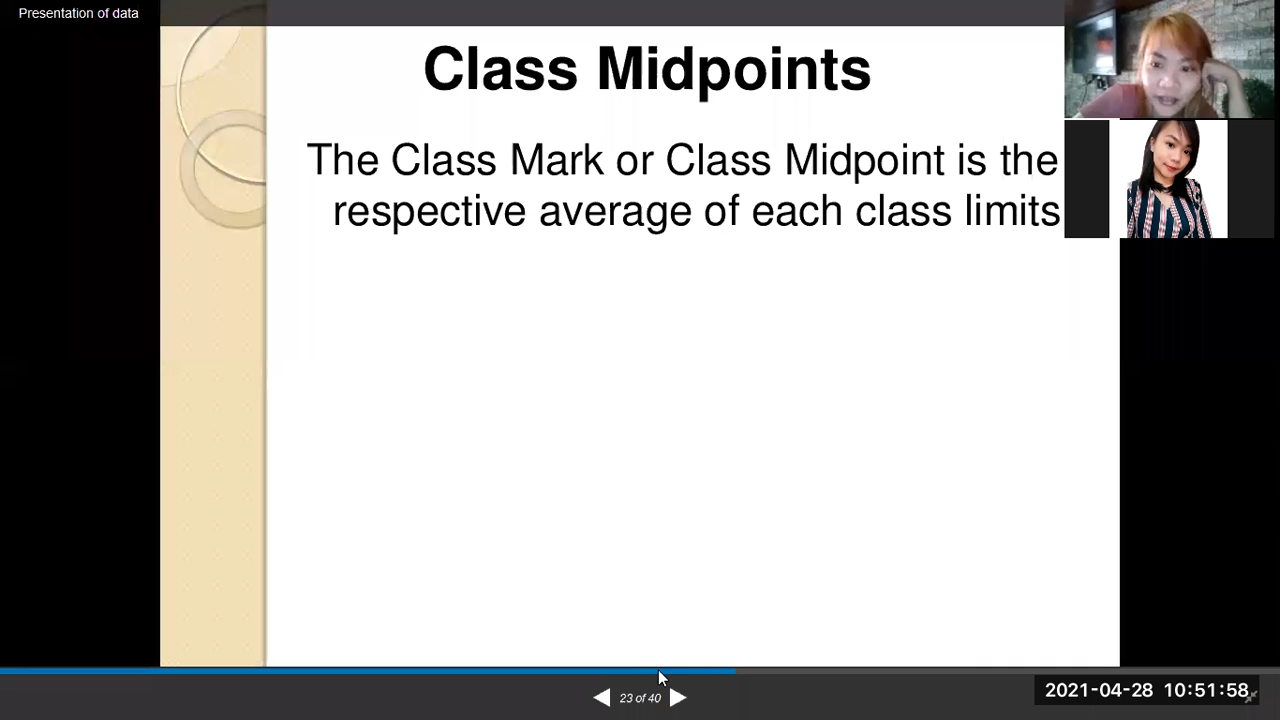 Presentation of data
Class Midpoints
The Class Mark or Class Midpoint is the
respective average of each class limits
23 of 40
2021-04-28 10:51:58